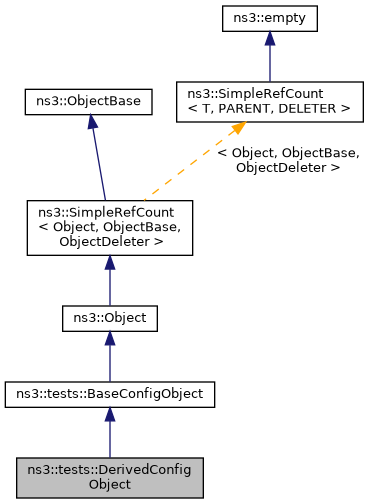 ns3::empty
ns3::ObjectBase
ns3::SimpleRefCount
< T, PARENT, DELETER >
< Object, ObjectBase,
ObjectDeleter >
ns3::SimpleRefCount
< Object, ObjectBase,
ObjectDeleter >
ns3::Object
ns3::tests::BaseConfigObject
ns3::tests::DerivedConfig
Object